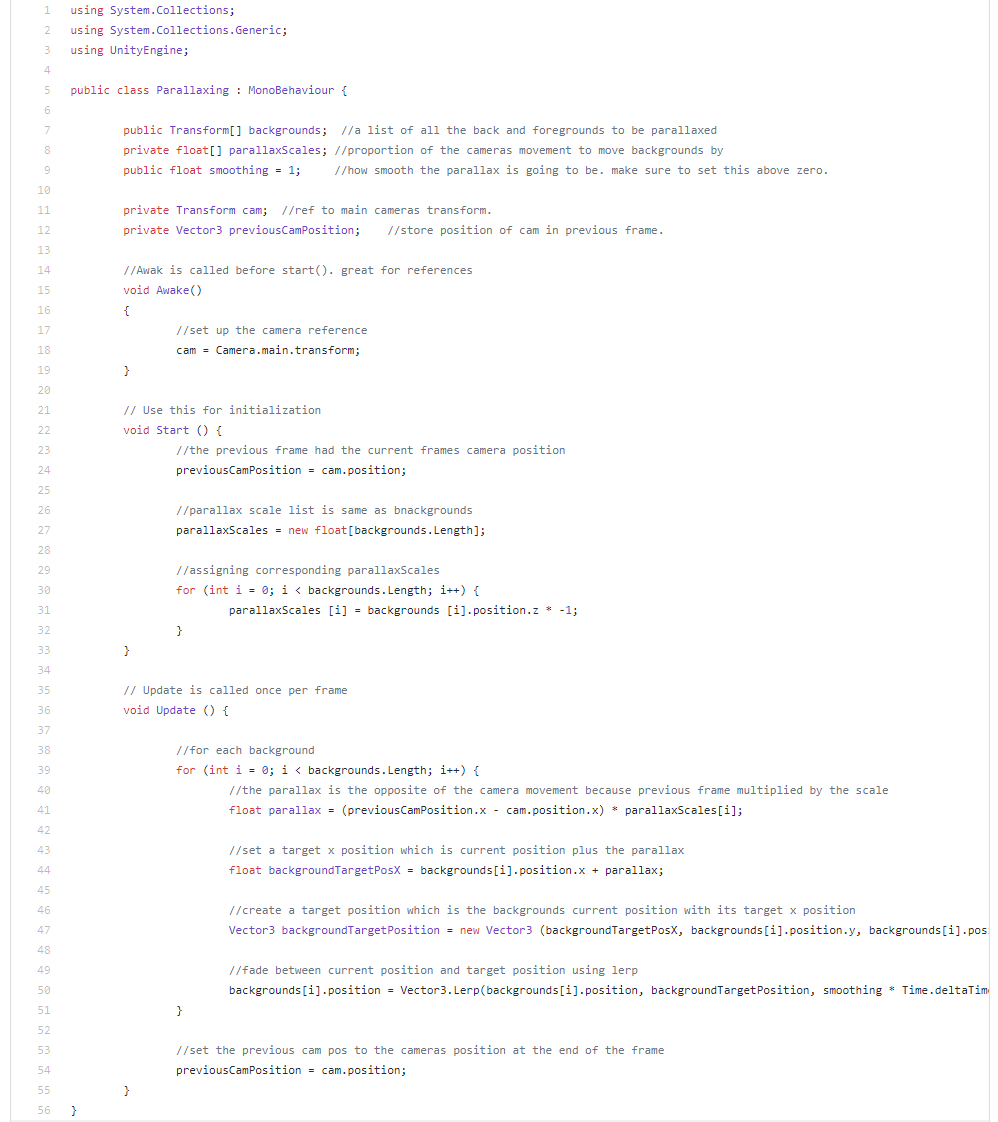 1 using System.Collections;
2 using System.Collections.Generic;
3 using UnityEngine;
4
5 public class Parallaxing : MonoBehaviour {
6
7 public Transform[] backgrounds; //a list of all the back and foregrounds to be parallaxed
8 private float[] parallaxScales; //proportion of the cameras movement to move backgrounds by
9 public float smoothing = 1; //how smooth the parallax is going to be. make sure to set this above zero.
10
11 private Transform cam; //ref to main cameras transform.
12 private Vector3 previousCamPosition; //store position of cam in previous frame.
13
14 //Awak is called before start(). great for references
15 void Awake()
16 {
17 //set up the camera reference
18 cam = Camera.main.transform;
19 }
20
21 // Use this for initialization
22 void Start () {
23 //the previous frame had the current frames camera position
24 previousCamPosition = cam.position;
25
26 //parallax scale list is same as bnackgrounds
27 parallaxScales = new float[backgrounds.Length];
28
29 //assigning corresponding parallaxScales
30 for (int i = 0; i < backgrounds.Length; i++) {
31 parallaxScales [i] = backgrounds [i].position.z * -1;
32 }
33 }
34
35 // Update is called once per frame
36 void Update () {
37
38 //for each background
39 for (int i = 0; i < backgrounds.Length; i++) {
40 //the parallax is the opposite of the camera movement because previous frame multiplied by the scale
41 float parallax = (previousCamPosition.x - cam.position.x) * parallaxScales[i];
42
43 //set a target x position which is current position plus the parallax
44 float backgroundTargetPosX = backgrounds[i].position.x + parallax;
45
46 //create a target position which is the backgrounds current position with its target x position
47 Vector3 backgroundTargetPosition = new Vector3 (backgroundTargetPosX, backgrounds[i].position.y, backgrounds[i].pos
48
49 //fade between current position and target position using lerp
50 backgrounds[i].position = Vector3.Lerp(backgrounds[i].position, backgroundTargetPosition, smoothing * Time.deltaTim
51 }
52
53 //set the previous cam pos to the cameras position at the end of the frame
54 previousCamPosition = cam.position;
55 }
56 }